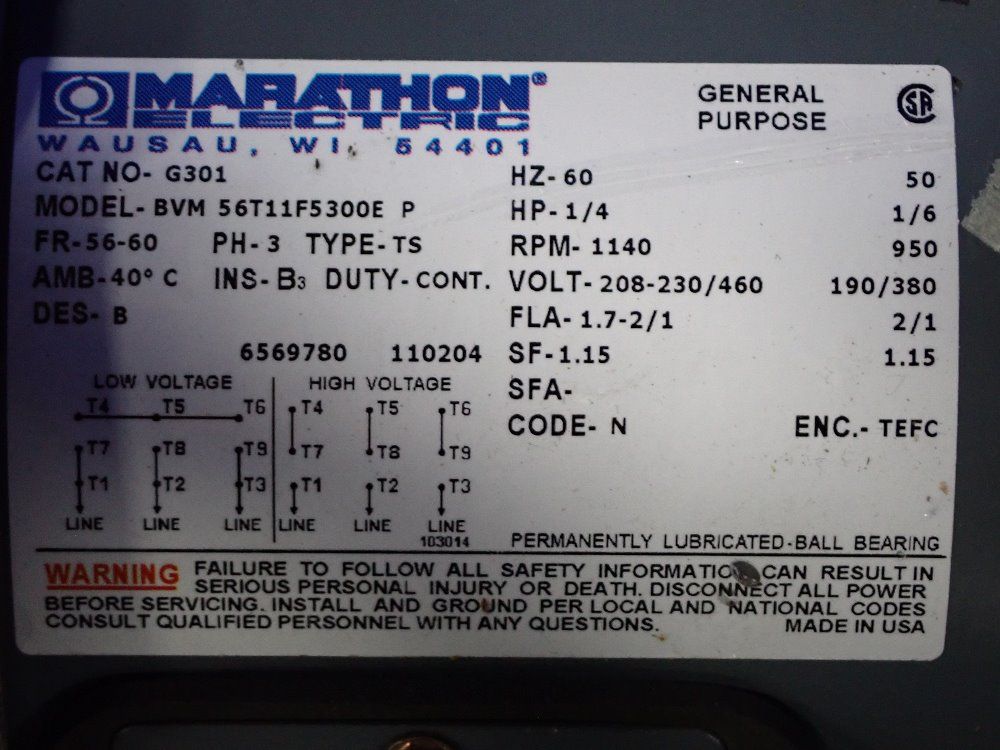 MARATHON®
ELECTRIC
WAUSAU, WI. 54401
GENERAL
PURPOSE
SA
CAT NO- G301
MODEL- BVM 56T11F5300E P
FR-56-60 PH-3 TYPE-TS
AMB-40° C INS-B3 DUTY-CONT.
DES- B
6569780 110204
HZ-60 50
HP-1/4 1/6
RPM-1140 950
VOLT-208-230/460 190/380
FLA-1.7-2/1 2/1
SF-1.15 1.15
SFA-
CODE- N ENC.- TEFC
LOW VOLTAGE HIGH VOLTAGE
T4 T5 T6 T4 T5 T6
T7 T8 T9 T7 T8 T9
T1 T2 T3 T1 T2 T3
LINE LINE LINE LINE LINE LINE
103014
PERMANENTLY LUBRICATED-BALL BEARING
WARNING FAILURE TO FOLLOW ALL SAFETY INFORMATION CAN RESULT IN
SERIOUS PERSONAL INJURY OR DEATH. DISCONNECT ALL POWER
BEFORE SERVICING. INSTALL AND GROUND PER LOCAL AND NATIONAL CODES
CONSULT QUALIFIED PERSONNEL WITH ANY QUESTIONS. MADE IN USA